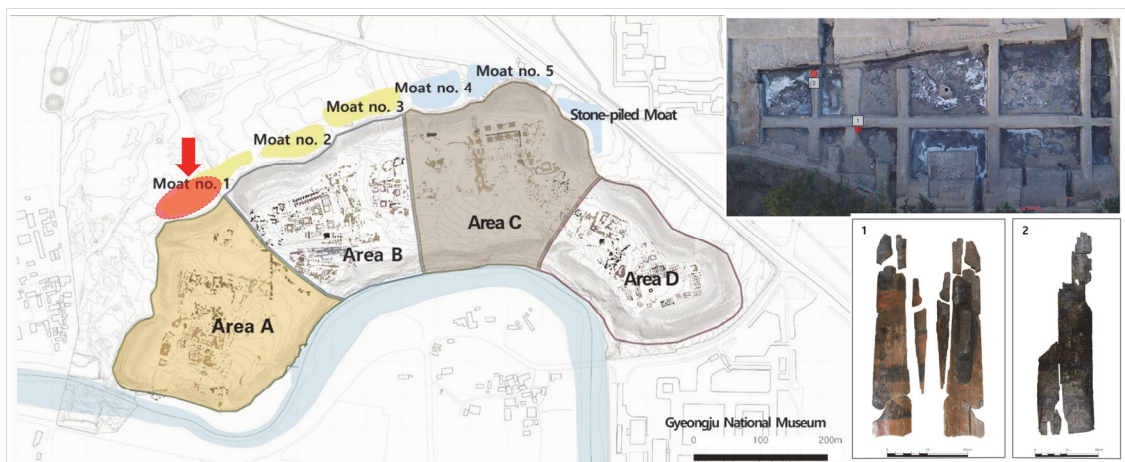 Moat no. 5
Moat no. 4
Moat no. 3
Stone-piled Moat
Moat no. 2
Moat no. 1
Area C
Area B
Area D
Area A
Gyeongju National Museum
0 100 200m
2
1
1
2